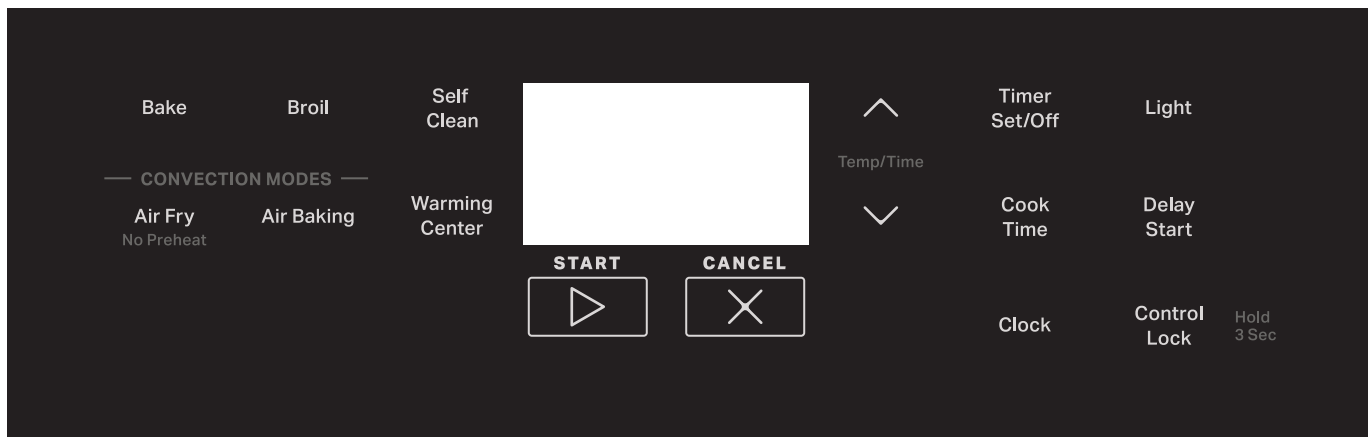 Bake
Broil
Self
Clean
CONVECTION MODES
Air Fry
No Preheat
Air Baking
Warming
Center
START
CANCEL
Temp/Time
Timer
Set/Off
Light
Cook
Time
Delay
Start
Clock
Control
Lock
Hold
3 Sec